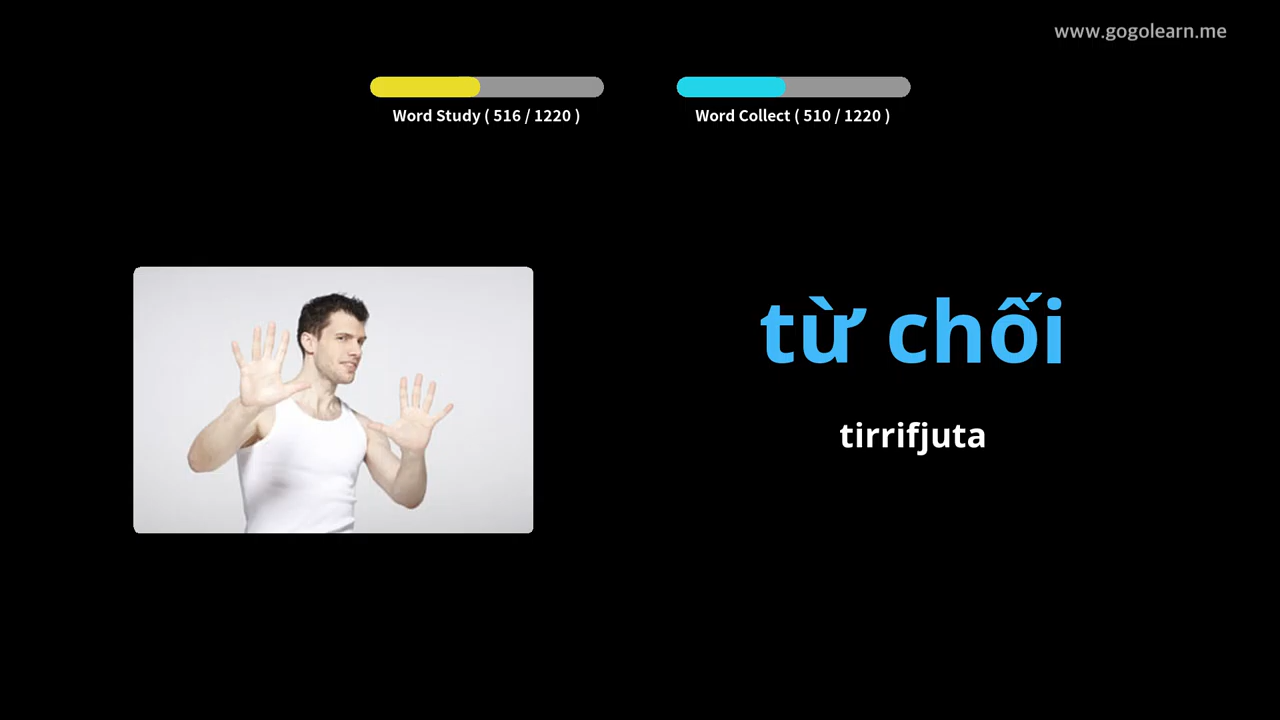 www.gogolearn.me
Word Study ( 516 / 1220 )
Word Collect ( 510 / 1220 )
từ chối
tirrifjuta